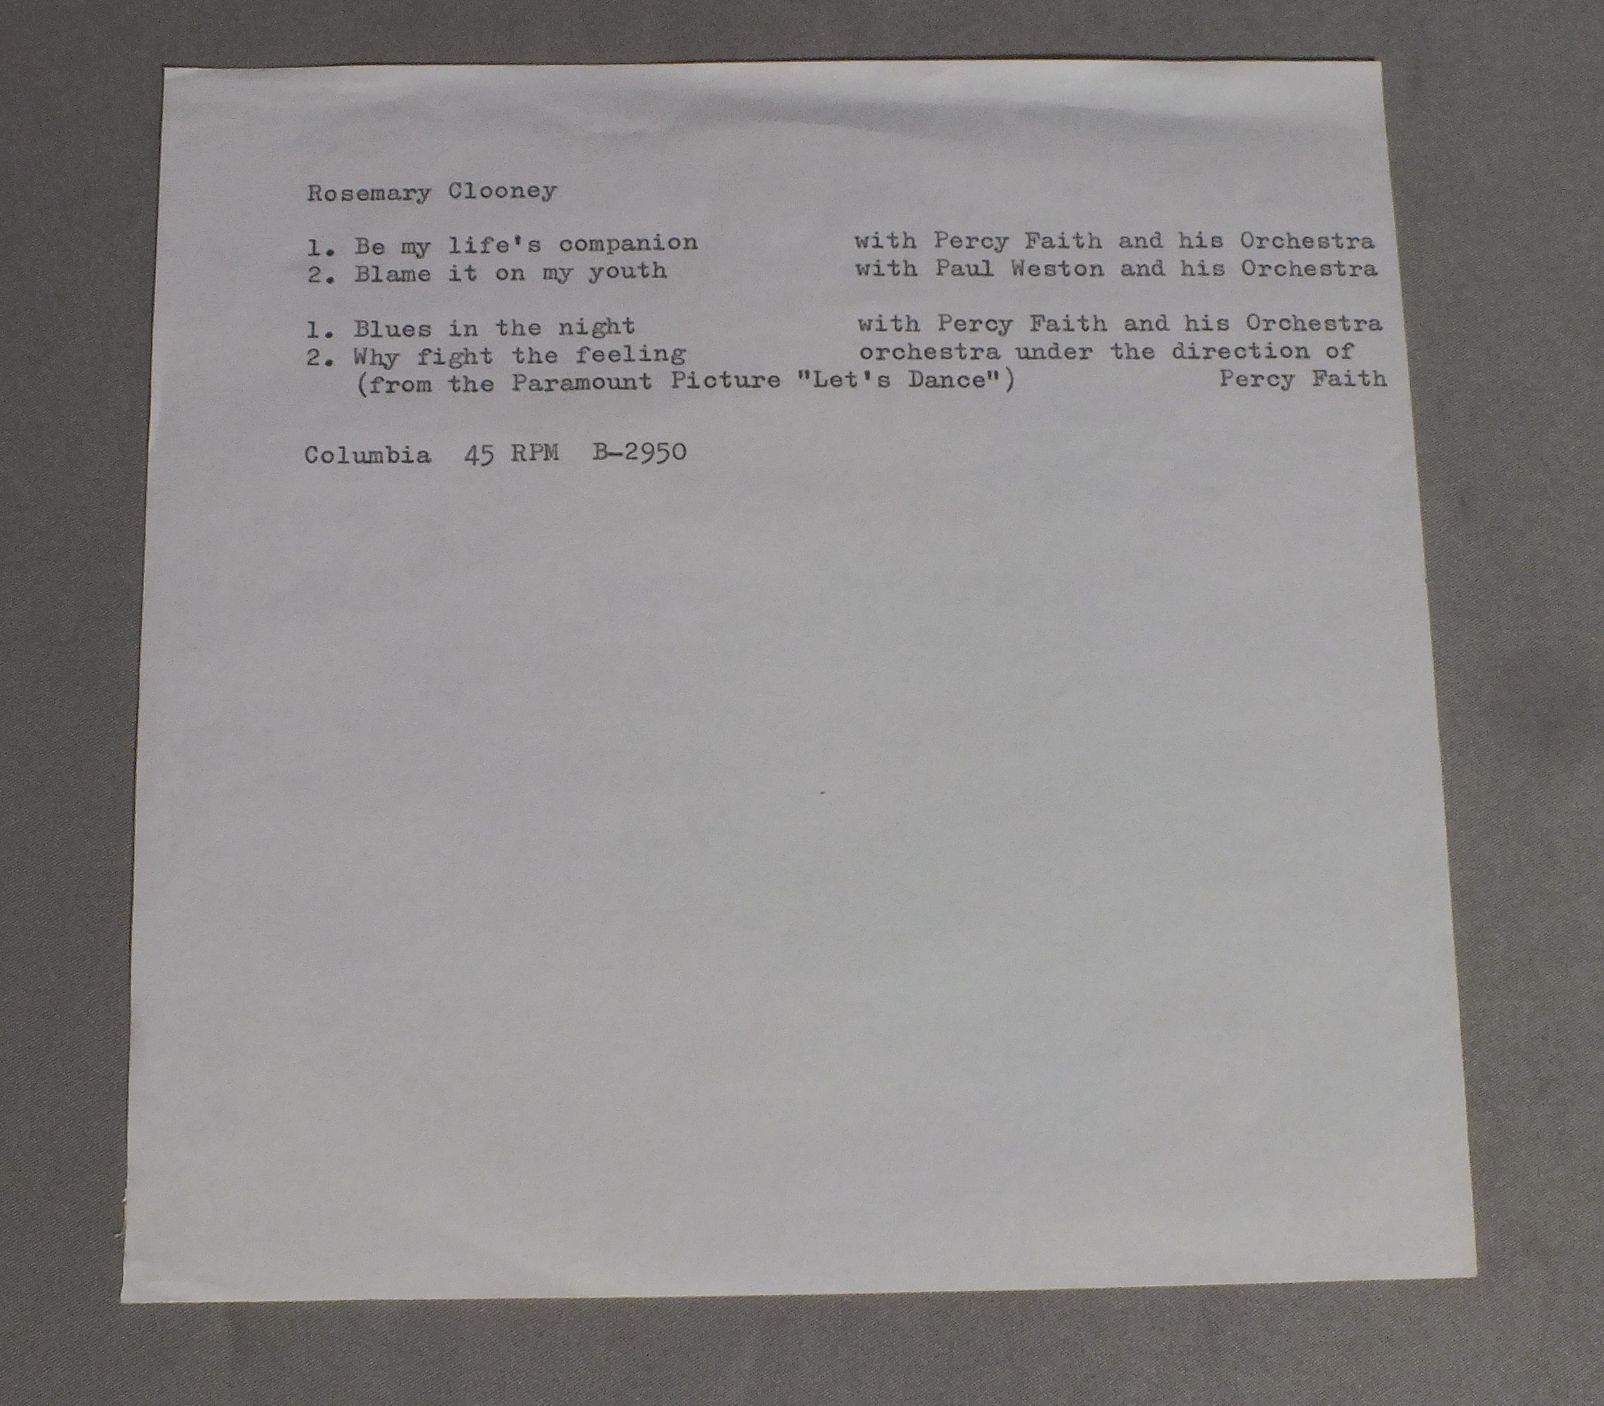 Rosemary Clooney
1. Be my life's companion with Percy Faith and his Orchestra
2. Blame it on my youth with Paul Weston and his Orchestra
1. Blues in the night with Percy Faith and his Orchestra
2. Why fight the feeling orchestra under the direction of
(from the Paramount Picture "Let's Dance") Percy Faith
Columbia 45 RPM B-2950